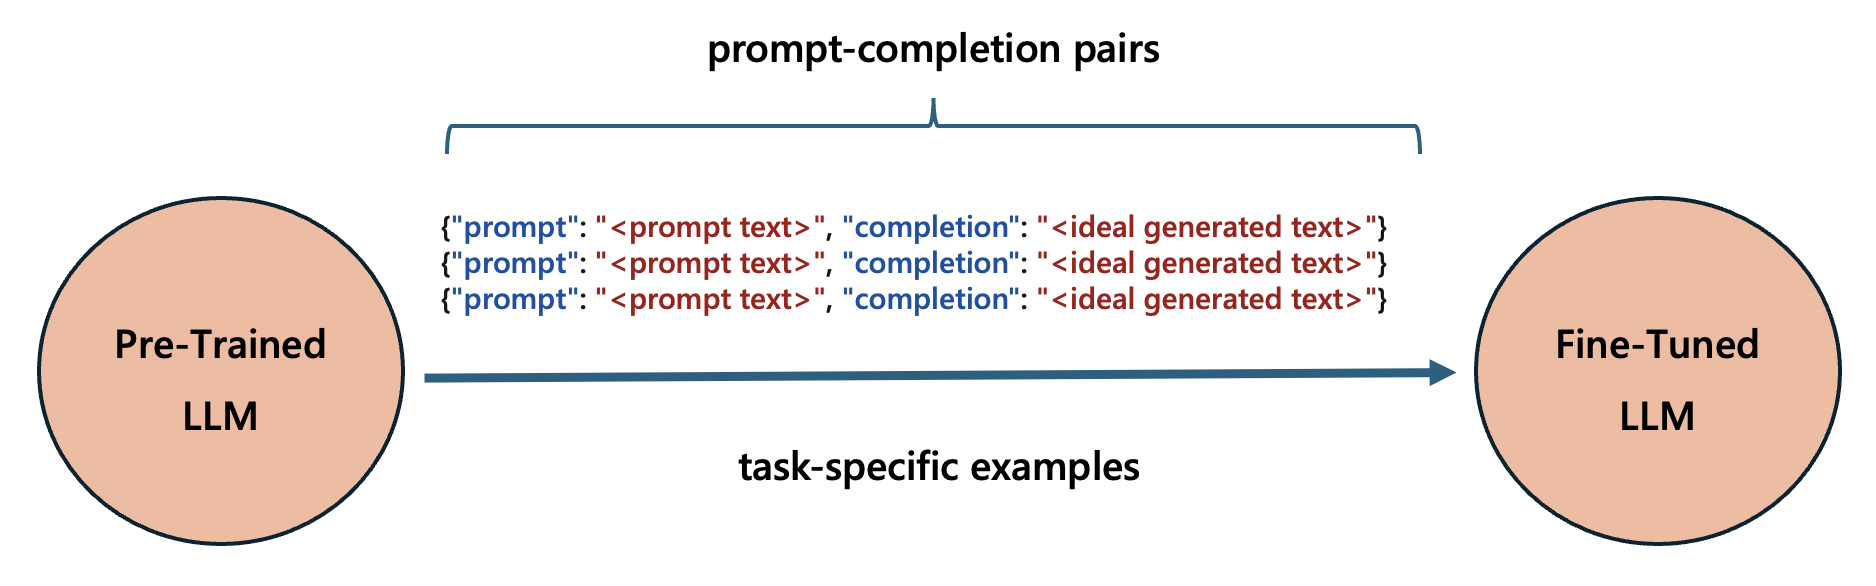 prompt-completion pairs
{"prompt": "<prompt text>", "completion": "<ideal generated text>"}
{"prompt": "<prompt text>", "completion": "<ideal generated text>"}
{"prompt": "<prompt text>", "completion": "<ideal generated text>"}
Pre-Trained
LLM
Fine-Tuned
LLM
task-specific examples